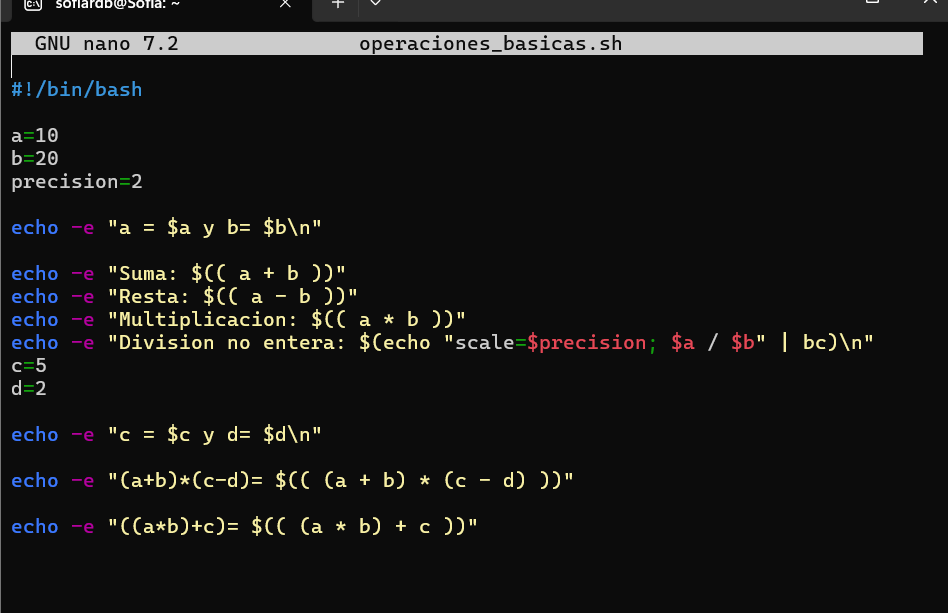 sofiardb@Sofia: ~
GNU nano 7.2 operaciones_basicas.sh
#!/bin/bash
a=10
b=20
precision=2
echo -e "a = $a y b= $b\n"
echo -e "Suma: $(( a + b ))"
echo -e "Resta: $(( a - b ))"
echo -e "Multiplicacion: $(( a * b ))"
echo -e "Division no entera: $(echo "scale=$precision; $a / $b" | bc)\n"
c=5
d=2
echo -e "c = $c y d= $d\n"
echo -e "(a+b)*(c-d)= $(( (a + b) * (c - d) ))"
echo -e "((a*b)+c)= $(( (a * b) + c ))"